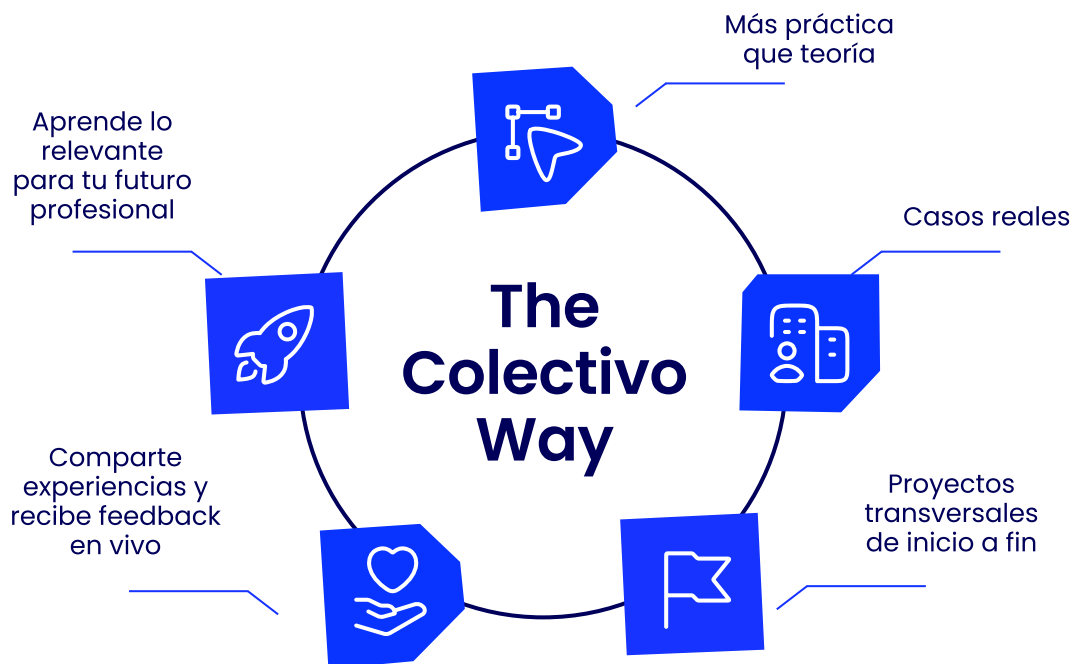 Más práctica
que teoría
Aprende lo
relevante
para tu futuro
profesional
Casos reales
The
Colectivo
Way
Comparte
experiencias y
recibe feedback
en vivo
Proyectos
transversales
de inicio a fin